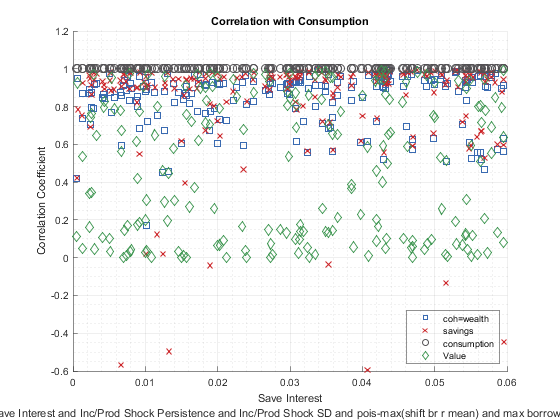 Correlation with Consumption
1.2
1
0.8
0.6
0.4
0.2
0
-0.2
-0.4
-0.6
Correlation Coefficient
coh=wealth
savings
consumption
Value
0 0.01 0.02 0.03 0.04 0.05 0.06
Save Interest
ave Interest and Inc/Prod Shock Persistence and Inc/Prod Shock SD and pois-max(shift br r mean) and max borrow